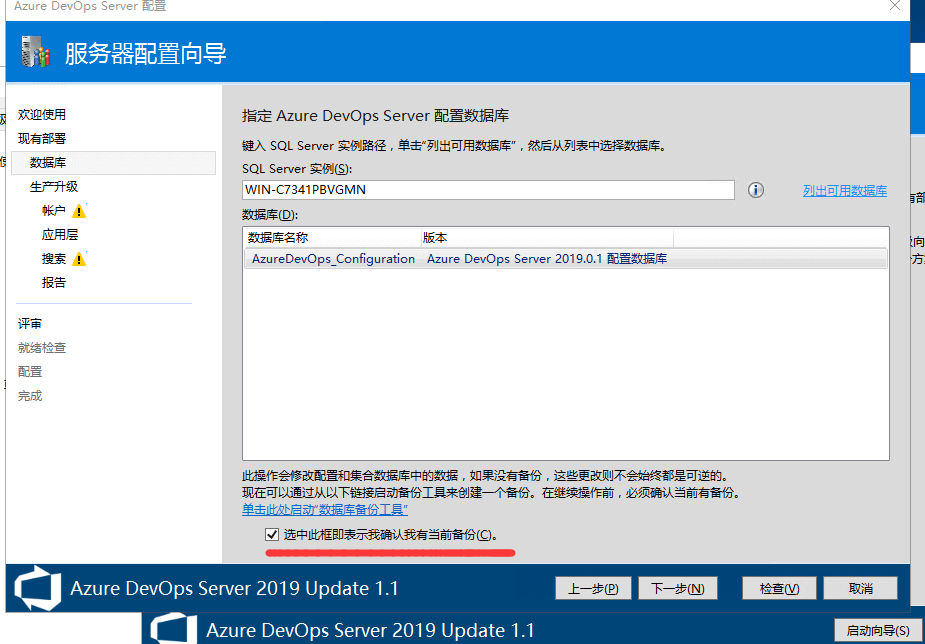 Azure DevOps Server 配置
服务器配置向导
欢迎使用
现有部署
数据库
生产升级
帐户
应用层
搜索
报告
评审
就绪检查
配置
完成
指定 Azure DevOps Server 配置数据库
键入 SQL Server 实例路径，单击“列出可用数据库”，然后从列表中选择数据库。
SQL Server 实例(S):
WIN-C7341PBVGMN
列出可用数据库
数据库(D):
数据库名称 版本
AzureDevOps_Configuration Azure DevOps Server 2019.0.1 配置数据库
此操作会修改配置和集合数据库中的数据，如果没有备份，这些更改则不会始终都是可逆的。
现在可以通过从以下链接启动备份工具来创建一个备份。在继续操作前，必须确认当前有备份。
单击此处启动“数据库备份工具”
选中此框即表示我确认我有当前备份(C)。
Azure DevOps Server 2019 Update 1.1
上一步(P) 下一步(N) 检查(V) 取消
Azure DevOps Server 2019 Update 1.1
启动向导(S)